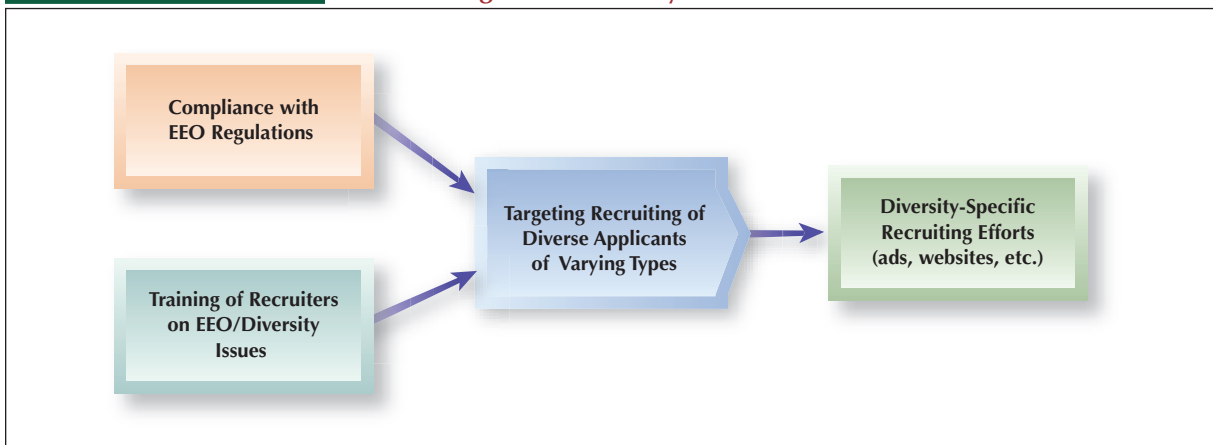 Compliance with
EEO Regulations
Training of Recruiters
on EEO/Diversity
Issues
Targeting Recruiting of
Diverse Applicants
of Varying Types
Diversity-Specific
Recruiting Efforts
(ads, websites, etc.)